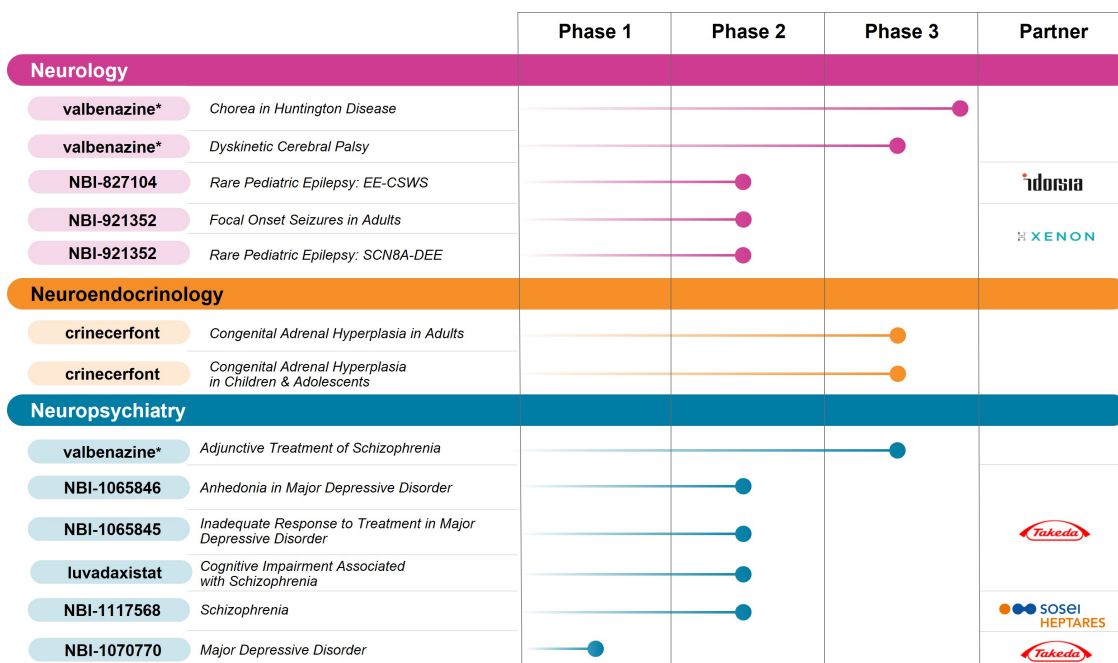 Phase 1 Phase 2 Phase 3 Partner
Neurology
valbenazine* Chorea in Huntington Disease
valbenazine* Dyskinetic Cerebral Palsy
NBI-827104 Rare Pediatric Epilepsy: EE-CSWS idorsia
NBI-921352 Focal Onset Seizures in Adults
XENON
NBI-921352 Rare Pediatric Epilepsy: SCN8A-DEE
Neuroendocrinology
crinecerfont Congenital Adrenal Hyperplasia in Adults
crinecerfont Congenital Adrenal Hyperplasia
in Children & Adolescents
Neuropsychiatry
valbenazine* Adjunctive Treatment of Schizophrenia
NBI-1065846 Anhedonia in Major Depressive Disorder
NBI-1065845 Inadequate Response to Treatment in Major
Depressive Disorder
Takeda
luvadaxistat Cognitive Impairment Associated
with Schizophrenia
NBI-1117568 Schizophrenia sosei
HEPTARES
NBI-1070770 Major Depressive Disorder Takeda